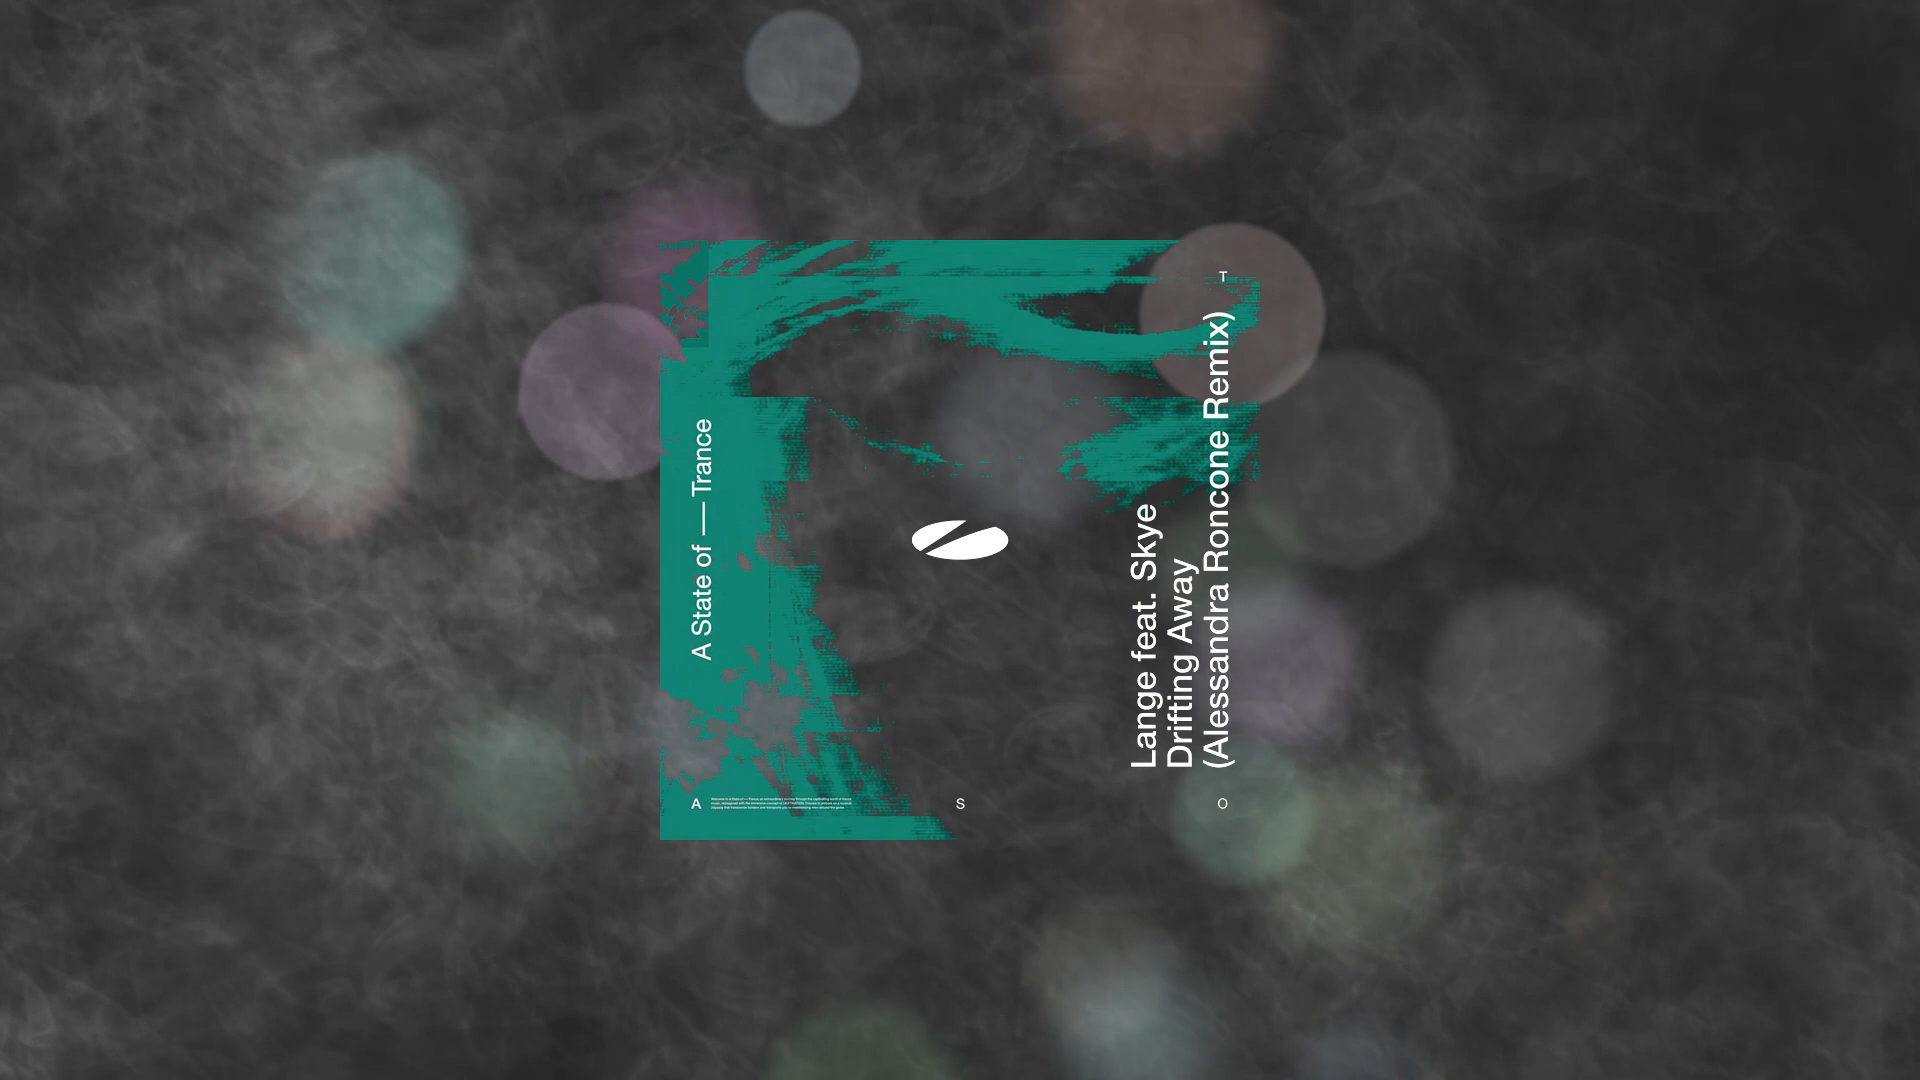 A State of — Trance
Lange feat. Skye
Drifting Away
(Alessandra Roncone Remix)
T
A
S
O